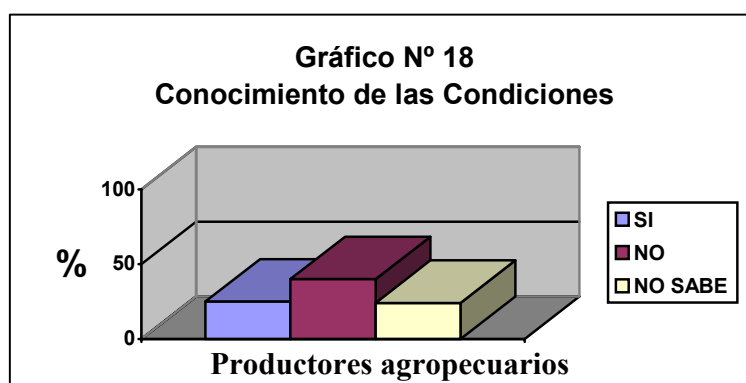 Gráfico Nº 18
Conocimiento de las Condiciones
100
50
0
%
SI
NO
NO SABE
Productores agropecuarios